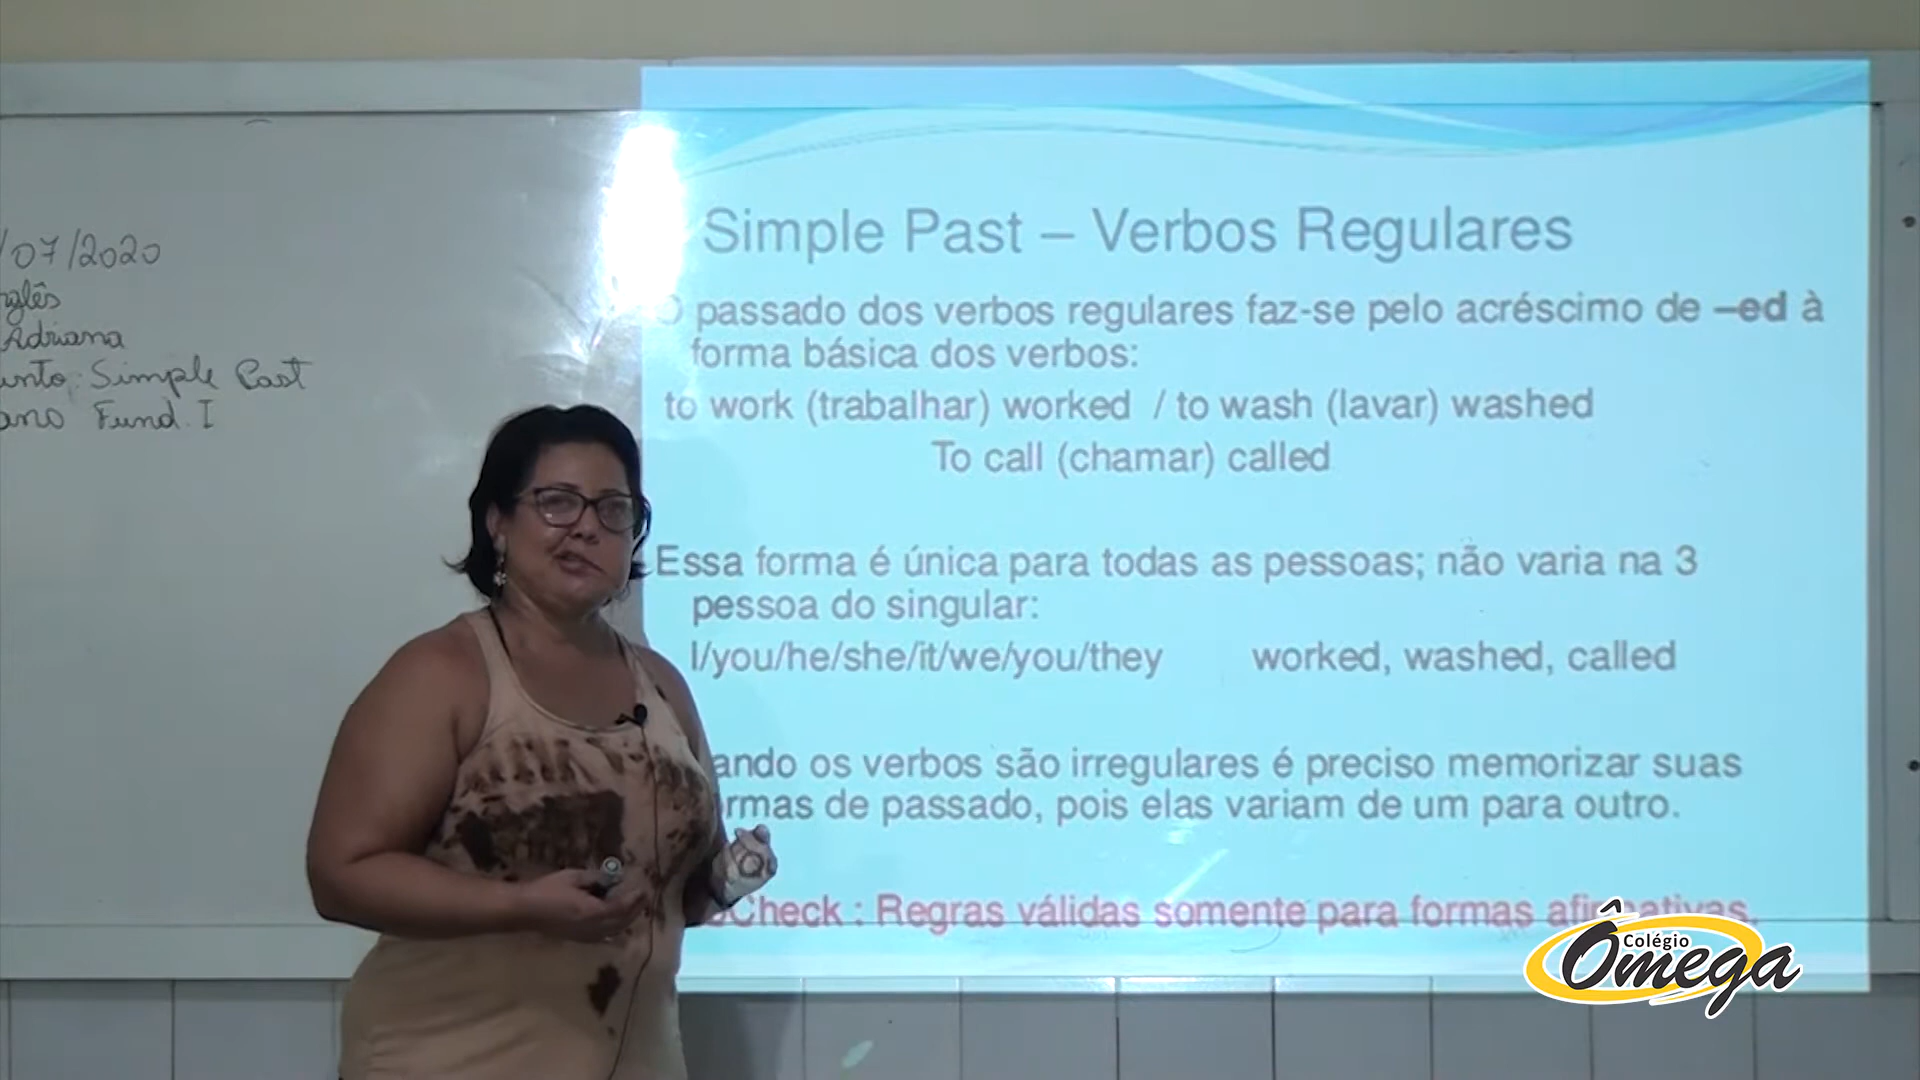 /07/2020
nglês
Adriana
unto: Simple Past
ano Fund. I
Simple Past – Verbos Regulares
O passado dos verbos regulares faz-se pelo acréscimo de –ed à
forma básica dos verbos:
to work (trabalhar) worked / to wash (lavar) washed
To call (chamar) called
Essa forma é única para todas as pessoas; não varia na 3
pessoa do singular:
I/you/he/she/it/we/you/they worked, washed, called
ando os verbos são irregulares é preciso memorizar suas
rmas de passado, pois elas variam de um para outro.
Check : Regras válidas somente para formas afirmativas.
Colégio
Ômega